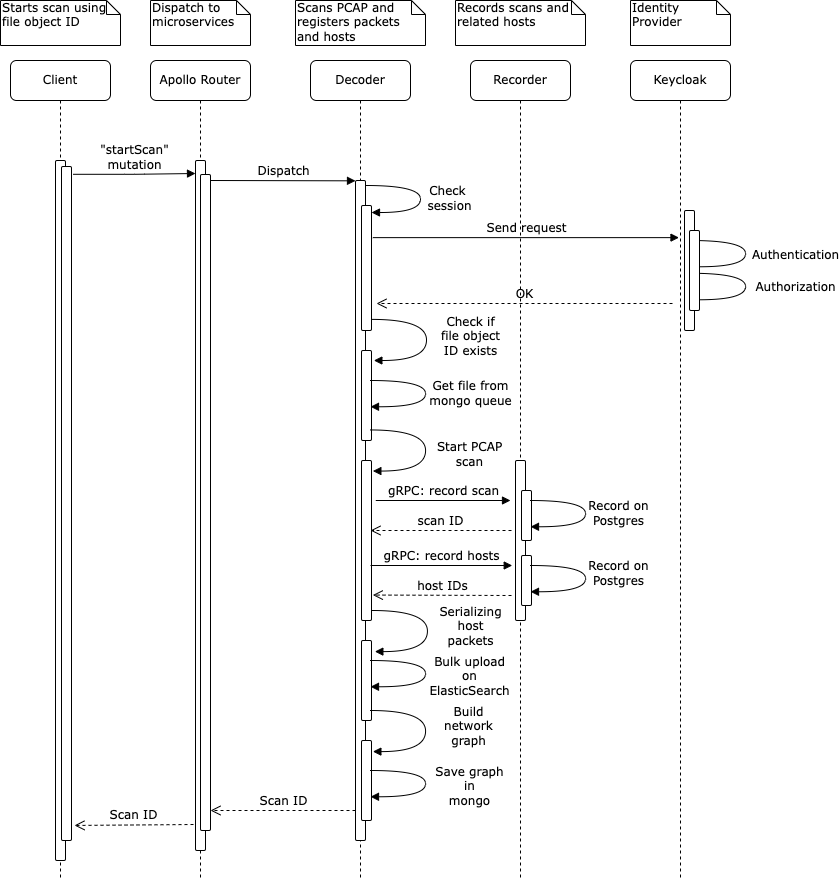 Starts scan using
file object ID
Dispatch to
microservices
Scans PCAP and
registers packets
and hosts
Records scans and
related hosts
Identity
Provider
Client
Apollo Router
Decoder
Recorder
Keycloak
"startScan"
mutation
Dispatch
Check
session
Send request
Authentication
Authorization
OK
Check if
file object
ID exists
Get file from
mongo queue
Start PCAP
scan
gRPC: record scan
Record on
Postgres
scan ID
gRPC: record hosts
Record on
Postgres
host IDs
Serializing
host
packets
Bulk upload
on
ElasticSearch
Build
network
graph
Save graph
in
mongo
Scan ID
Scan ID